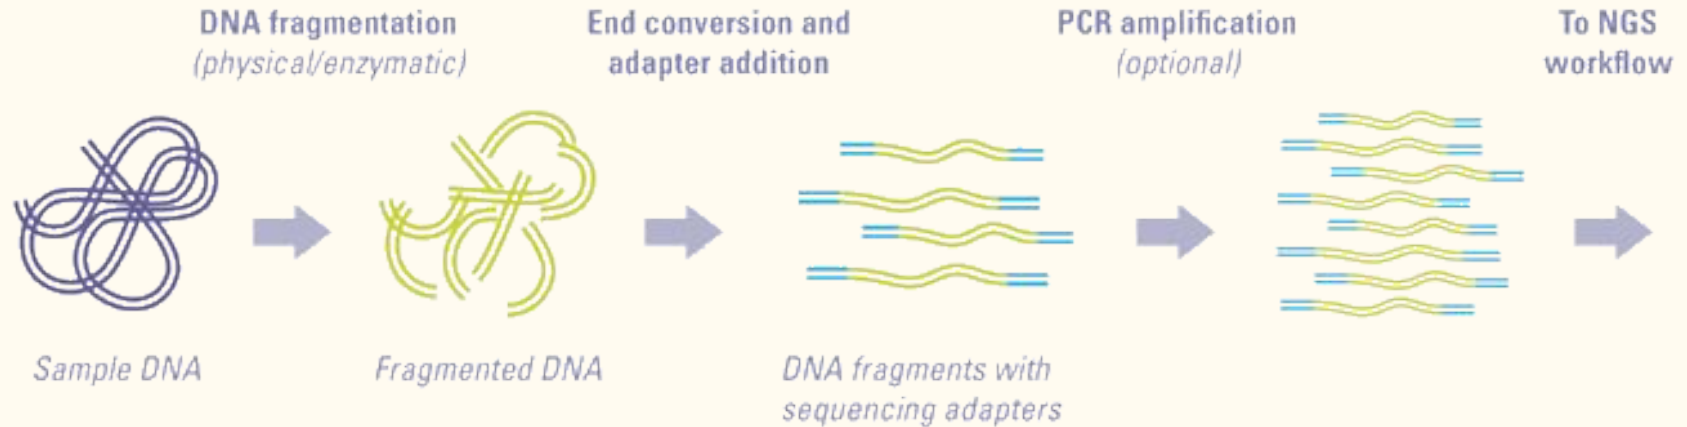 DNA fragmentation
(physical/enzymatic)
End conversion and
adapter addition
PCR amplification
(optional)
To NGS
workflow
Sample DNA
Fragmented DNA
DNA fragments with
sequencing adapters